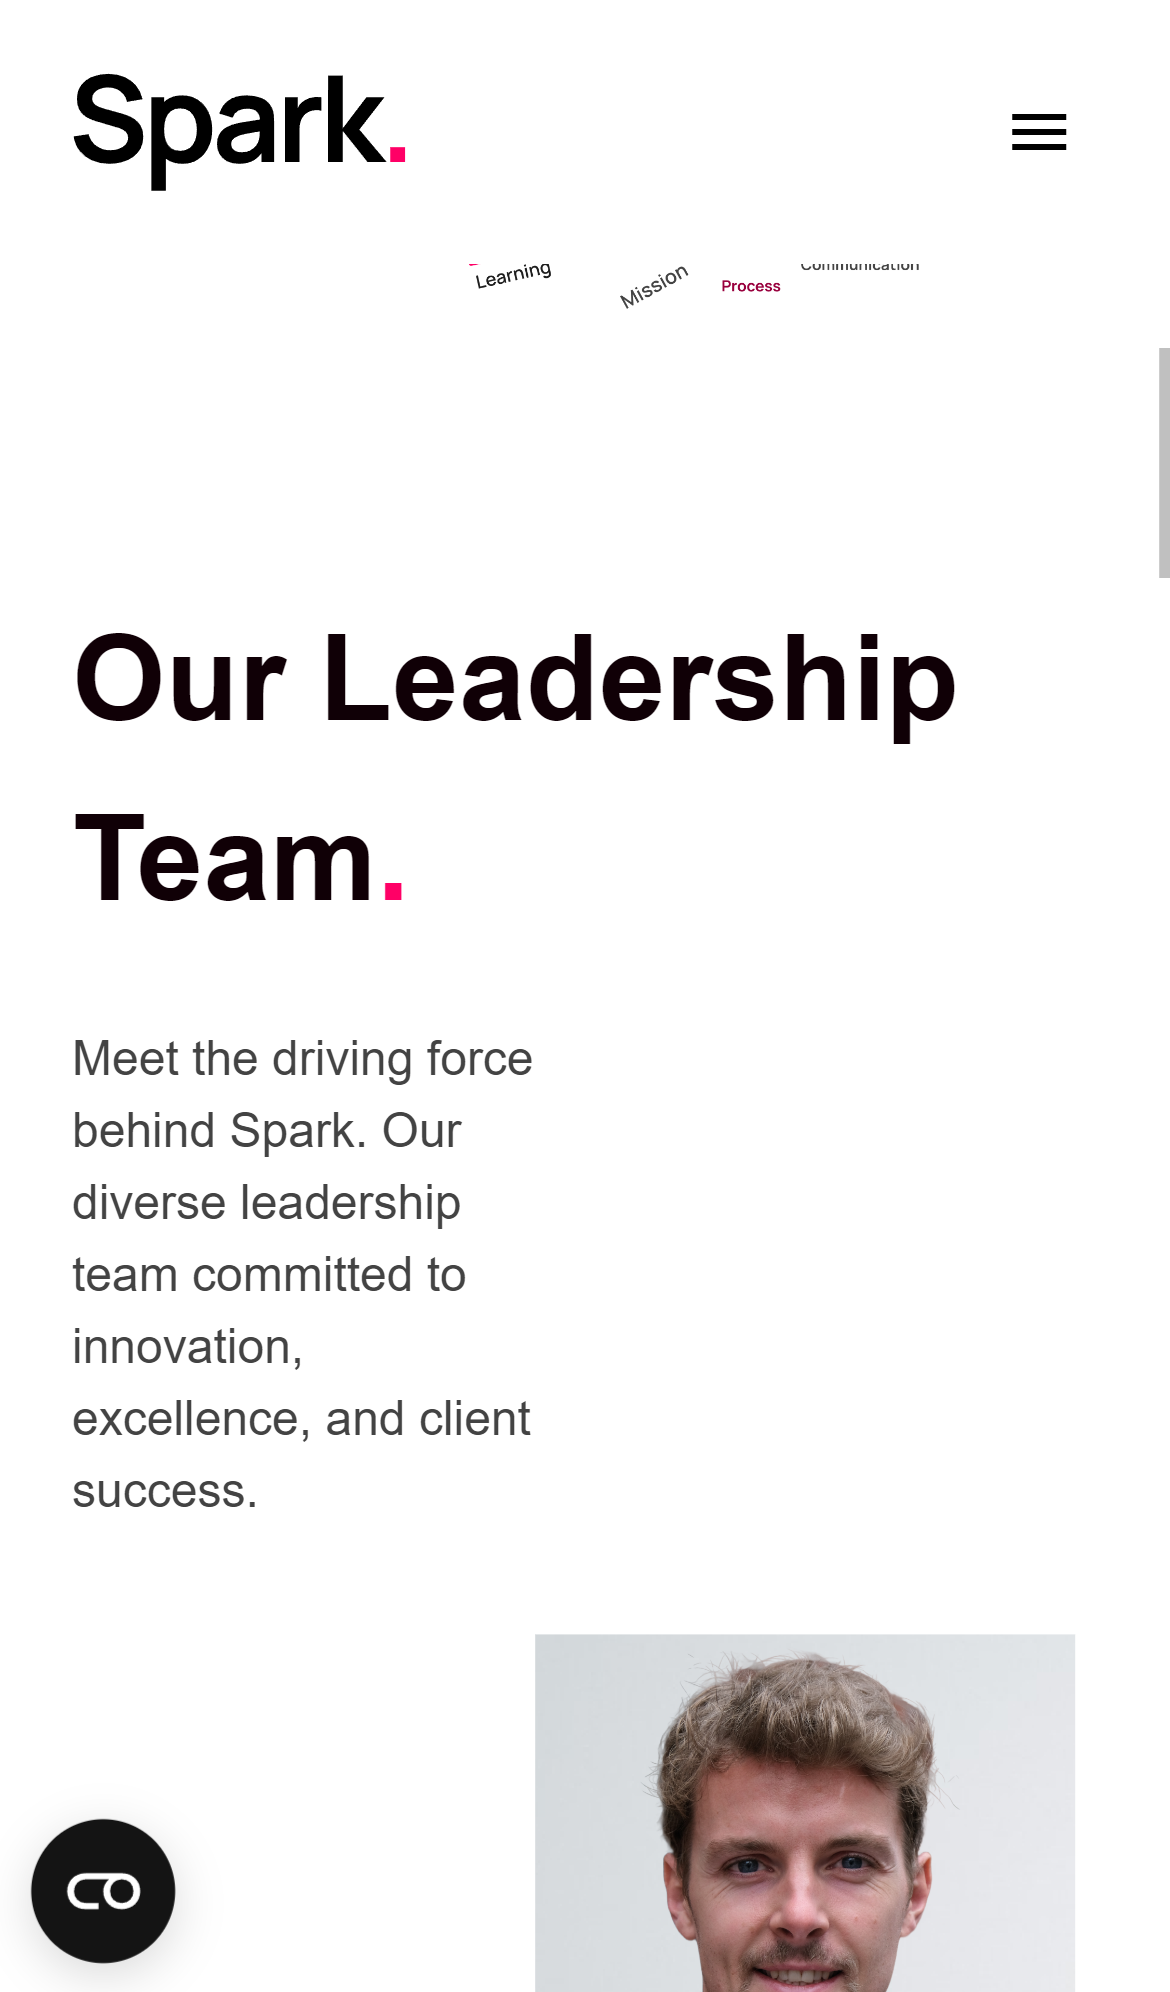 Spark.
Communication
Learning
Mission
Process
Our Leadership
Team.
Meet the driving force
behind Spark. Our
diverse leadership
team committed to
innovation,
excellence, and client
success.